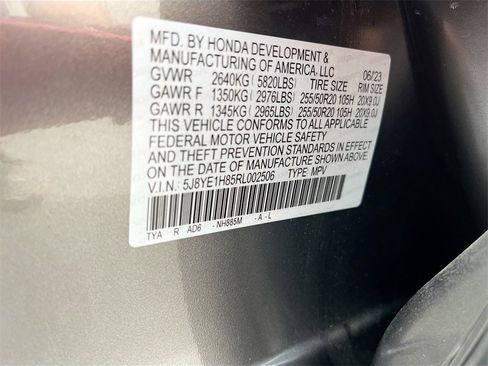 MFD. BY HONDA DEVELOPMENT &
MANUFACTURING OF AMERICA, LLC 06/23
GVWR 2640KG (5820LBS) TIRE SIZE RIM SIZE
GAWR F 1350KG (2976LBS) 255/50R20 105H 20X9.0J
GAWR R 1345KG (2965LBS) 255/50R20 105H 20X9.0J
THIS VEHICLE CONFORMS TO ALL APPLICABLE
FEDERAL MOTOR VEHICLE SAFETY
AND THEFT PREVENTION STANDARDS IN EFFECT
ON THE DATE OF MANUFACTURE SHOWN ABOVE.
V.I.N.: 5J8YE1H85RL002506 TYPE: MPV
TYA R AD6 -NH885M -A-L